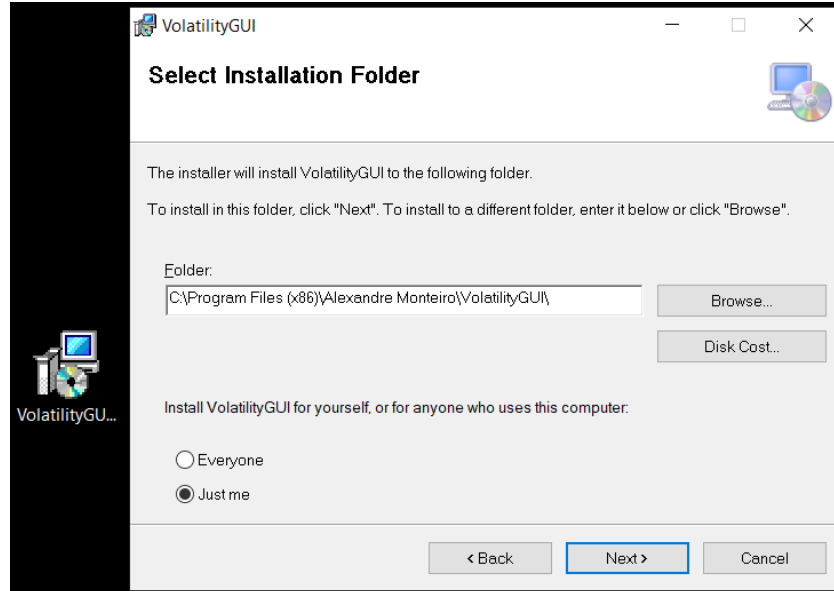 VolatilityGUI
Select Installation Folder
The installer will install VolatilityGUI to the following folder.
To install in this folder, click "Next". To install to a different folder, enter it below or click "Browse".
Folder:
C:\Program Files (x86)\Alexandre Monteiro\VolatilityGUI\
Browse...
Disk Cost...
VolatilityGU...
Install VolatilityGUI for yourself, or for anyone who uses this computer:
Everyone
Just me
< Back
Next >
Cancel